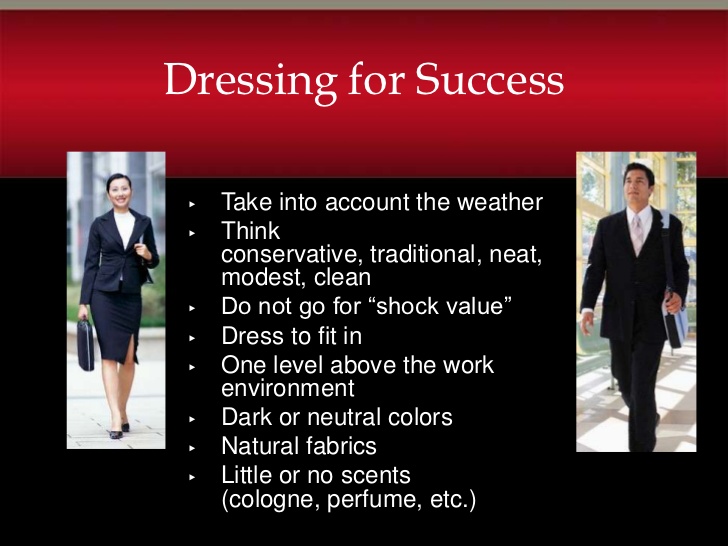 Dressing for Success
‣ Take into account the weather
‣ Think
conservative, traditional, neat,
modest, clean
‣ Do not go for “shock value”
‣ Dress to fit in
‣ One level above the work
environment
‣ Dark or neutral colors
‣ Natural fabrics
‣ Little or no scents
(cologne, perfume, etc.)